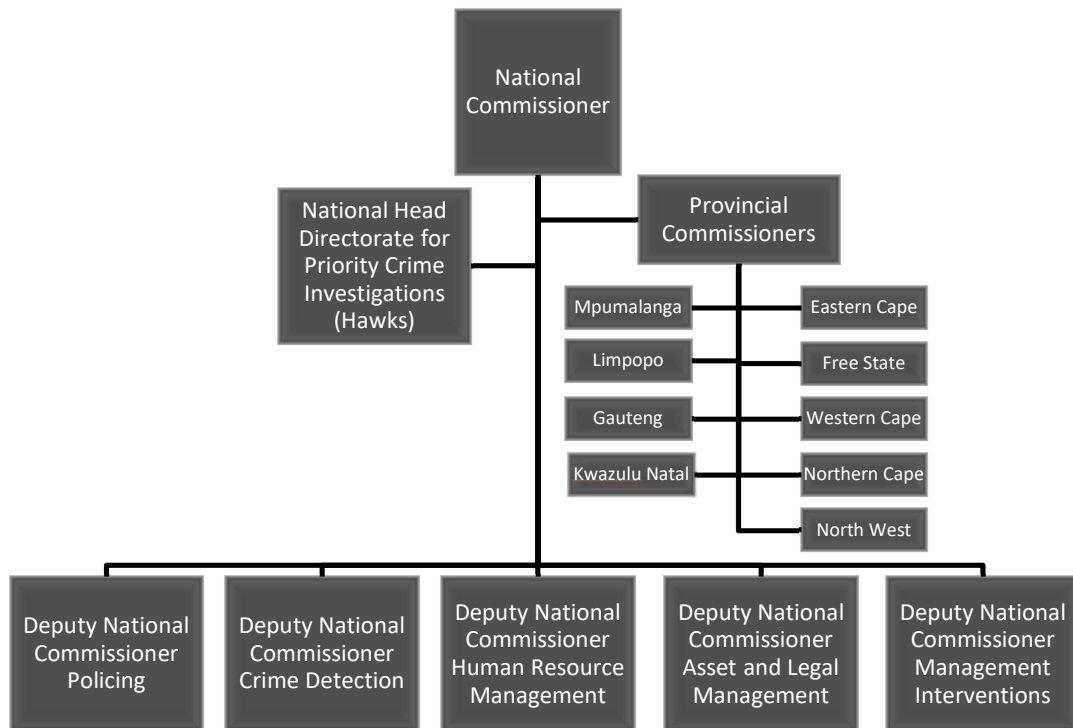 National
Commissioner
National Head
Directorate for
Priority Crime
Investigations
(Hawks)
Provincial
Commissioners
Mpumalanga
Eastern Cape
Limpopo
Free State
Gauteng
Western Cape
Kwazulu Natal
Northern Cape
North West
Deputy National
Commissioner
Policing
Deputy National
Commissioner
Crime Detection
Deputy National
Commissioner
Human Resource
Management
Deputy National
Commissioner
Asset and Legal
Management
Deputy National
Commissioner
Management
Interventions